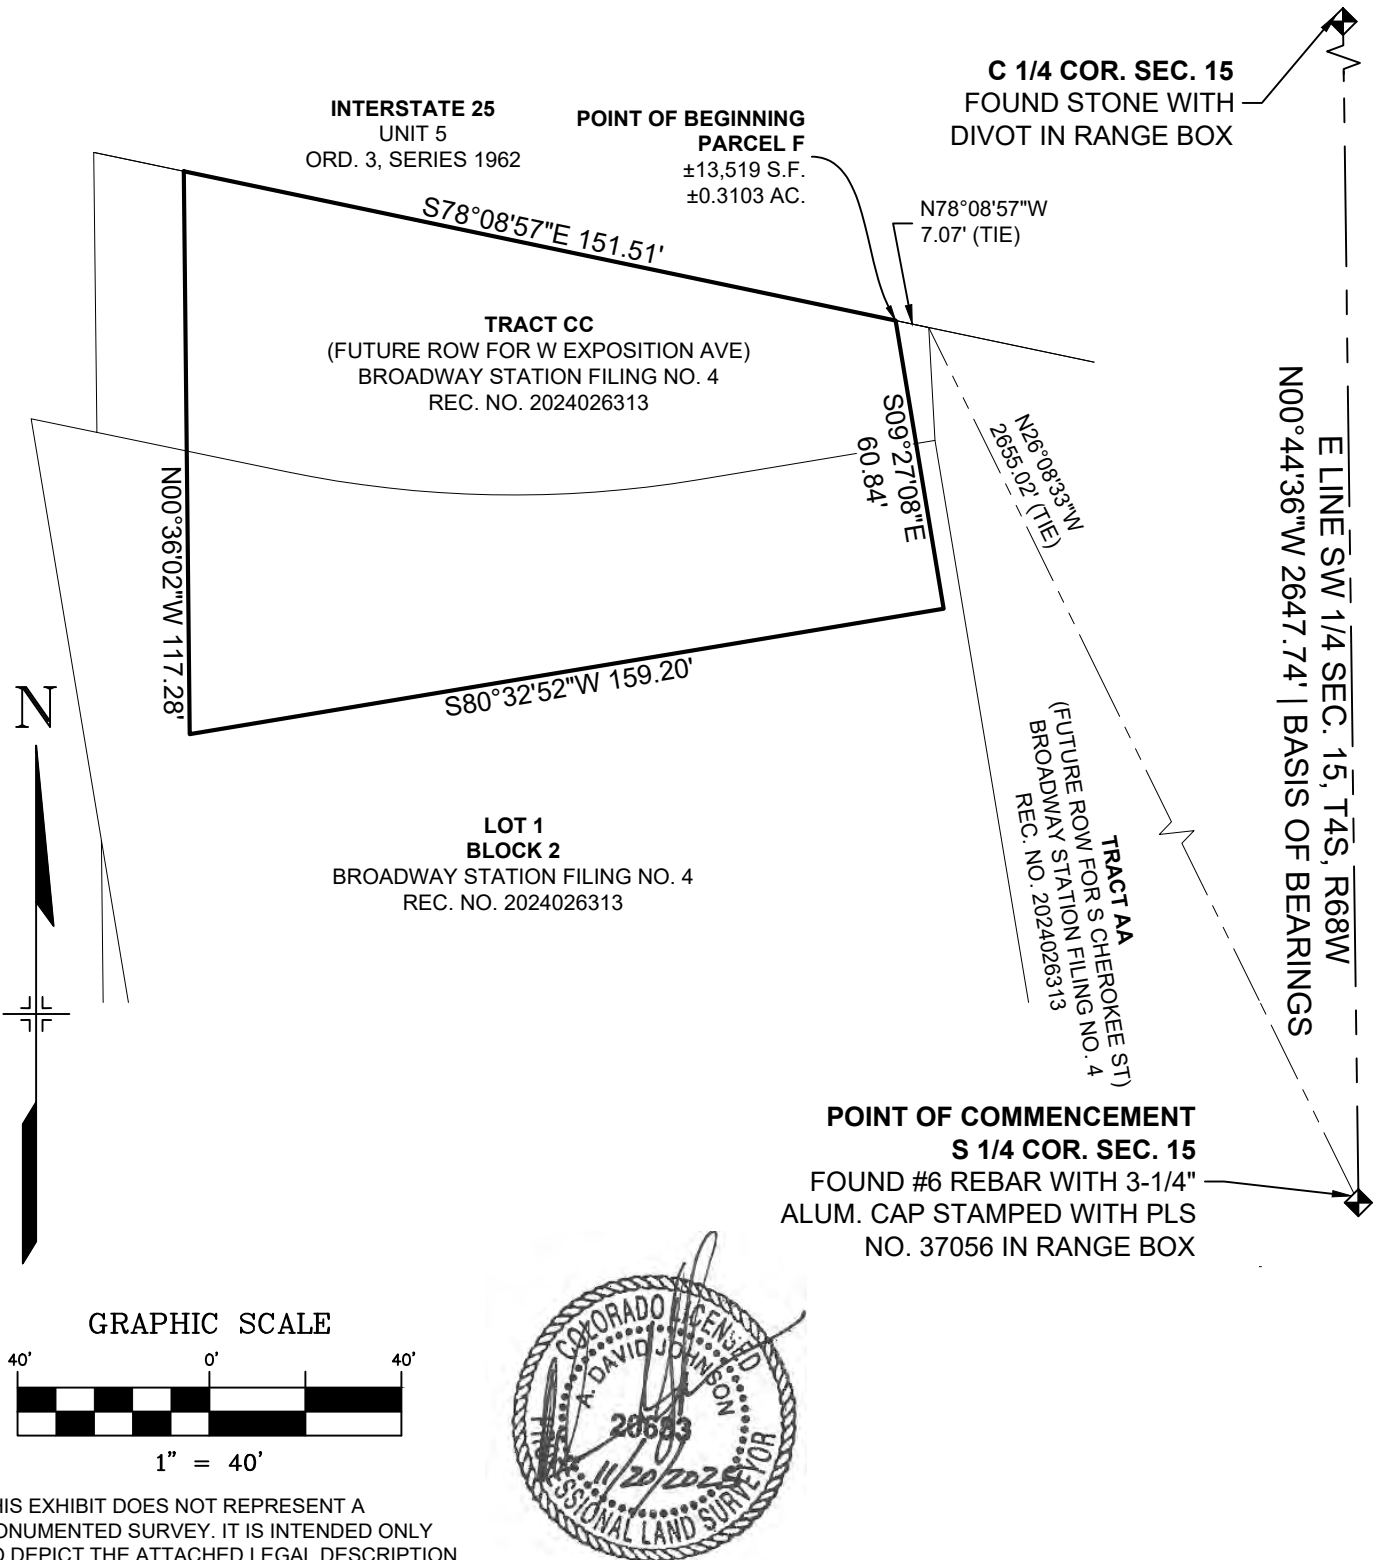 C 1/4 COR. SEC. 15
FOUND STONE WITH
DIVOT IN RANGE BOX
INTERSTATE 25
UNIT 5
ORD. 3, SERIES 1962
POINT OF BEGINNING
PARCEL F
±13,519 S.F.
±0.3103 AC.
N78°08'57"W
7.07' (TIE)
S78°08'57"E 151.51'
TRACT CC
(FUTURE ROW FOR W EXPOSITION AVE)
BROADWAY STATION FILING NO. 4
REC. NO. 2024026313
S09°27'08"E
60.84'
N26°08'33"W
2655.02' (TIE)
E LINE SW 1/4 SEC. 15, T4S, R68W
N00°44'36"W 2647.74' | BASIS OF BEARINGS
N00°36'02"W 117.28'
S80°32'52"W 159.20'
N
LOT 1
BLOCK 2
BROADWAY STATION FILING NO. 4
REC. NO. 2024026313
TRACT AA
(FUTURE ROW FOR S CHEROKEE ST)
BROADWAY STATION FILING NO. 4
REC. NO. 2024026313
POINT OF COMMENCEMENT
S 1/4 COR. SEC. 15
FOUND #6 REBAR WITH 3-1/4"
ALUM. CAP STAMPED WITH PLS
NO. 37056 IN RANGE BOX
GRAPHIC SCALE
40' 0' 40'
1" = 40'
COLORADO LICENSED
A. DAVID JOHNSON
20683
11/20/2025
PROFESSIONAL LAND SURVEYOR
HIS EXHIBIT DOES NOT REPRESENT A
ONUMENTED SURVEY. IT IS INTENDED ONLY
O DEPICT THE ATTACHED LEGAL DESCRIPTION